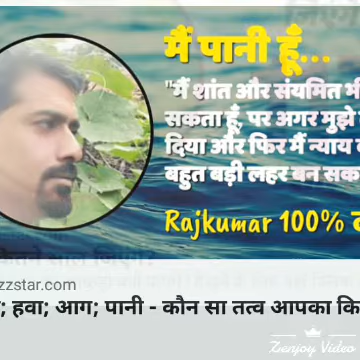 मैं पानी हूँ...
"मैं शांत और संयमित भी
सकता हूँ, पर अगर मुझे
दिया और फिर मैं न्याय
बहुत बड़ी लहर बन सक
Rajkumar 100%
zzstar.com
; हवा; आग; पानी - कौन सा तत्व आपका कि
Zenjoy Video